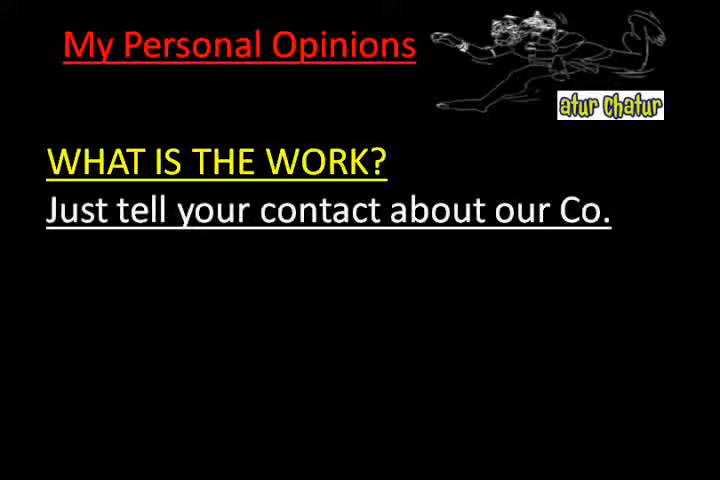 My Personal Opinions
atur Chatur
WHAT IS THE WORK?
Just tell your contact about our Co.